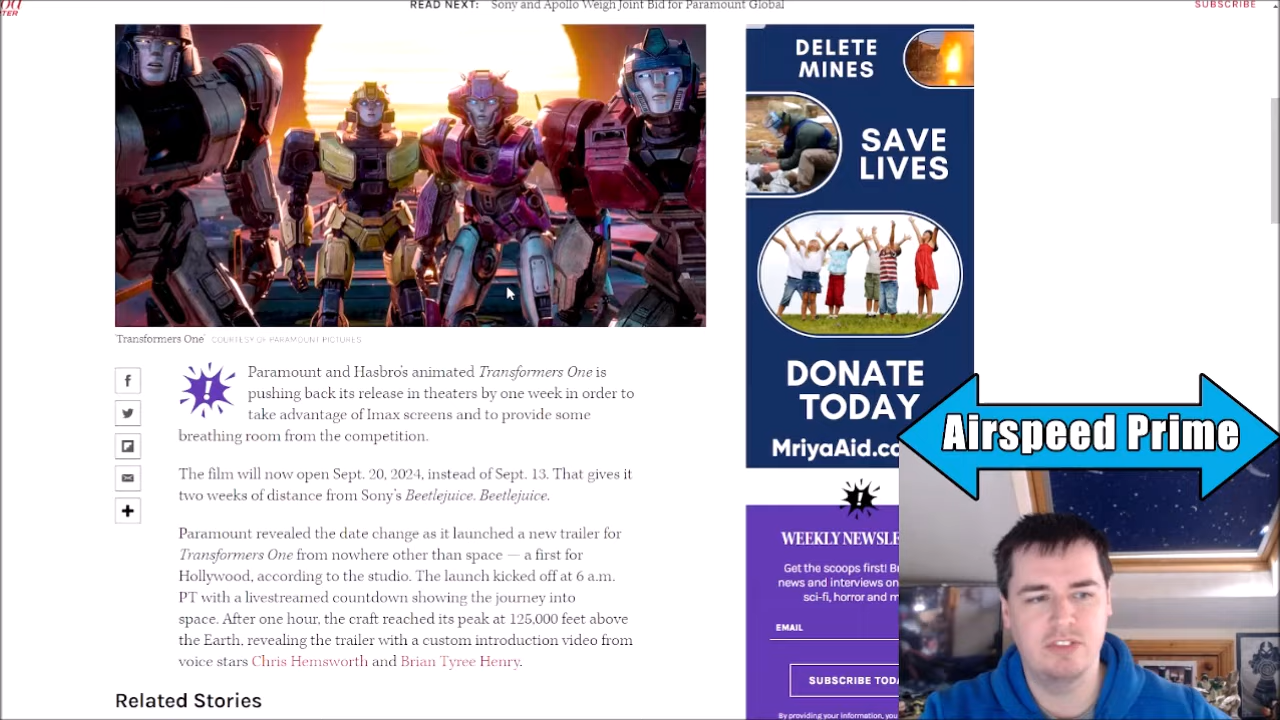 READ NEXT: Sony and Apollo Weigh Joint Bid for Paramount Global
SUBSCRIBE
DELETE
MINES
SAVE
LIVES
DONATE
TODAY
MriyaAid.co
'Transformers One' COURTESY OF PARAMOUNT PICTURES
Paramount and Hasbro's animated Transformers One is
pushing back its release in theaters by one week in order to
take advantage of Imax screens and to provide some
breathing room from the competition.
The film will now open Sept. 20, 2024, instead of Sept. 13. That gives it
two weeks of distance from Sony's Beetlejuice. Beetlejuice.
Paramount revealed the date change as it launched a new trailer for
Transformers One from nowhere other than space — a first for
Hollywood, according to the studio. The launch kicked off at 6 a.m.
PT with a livestreamed countdown showing the journey into
space. After one hour, the craft reached its peak at 125,000 feet above
the Earth, revealing the trailer with a custom introduction video from
voice stars Chris Hemsworth and Brian Tyree Henry.
Related Stories
Airspeed Prime
WEEKLY NEWSLE
Get the scoops first! Br
news and interviews on
sci-fi, horror and m
EMAIL
SUBSCRIBE TODA
By providing your information, you